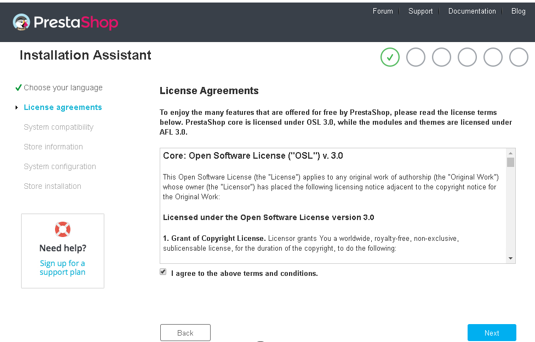 Forum Support Documentation Blog
PrestaShop
Installation Assistant
Choose your language
License agreements
System compatibility
Store information
System configuration
Store installation
Need help?
Sign up for a
support plan
License Agreements
To enjoy the many features that are offered for free by PrestaShop, please read the license terms
below. PrestaShop core is licensed under OSL 3.0, while the modules and themes are licensed under
AFL 3.0.
Core: Open Software License ("OSL") v. 3.0
This Open Software License (the "License") applies to any original work of authorship (the "Original Work")
whose owner (the "Licensor") has placed the following licensing notice adjacent to the copyright notice for
the Original Work:
Licensed under the Open Software License version 3.0
1. Grant of Copyright License. Licensor grants You a worldwide, royalty-free, non-exclusive,
sublicensable license, for the duration of the copyright, to do the following:
I agree to the above terms and conditions.
Back
Next